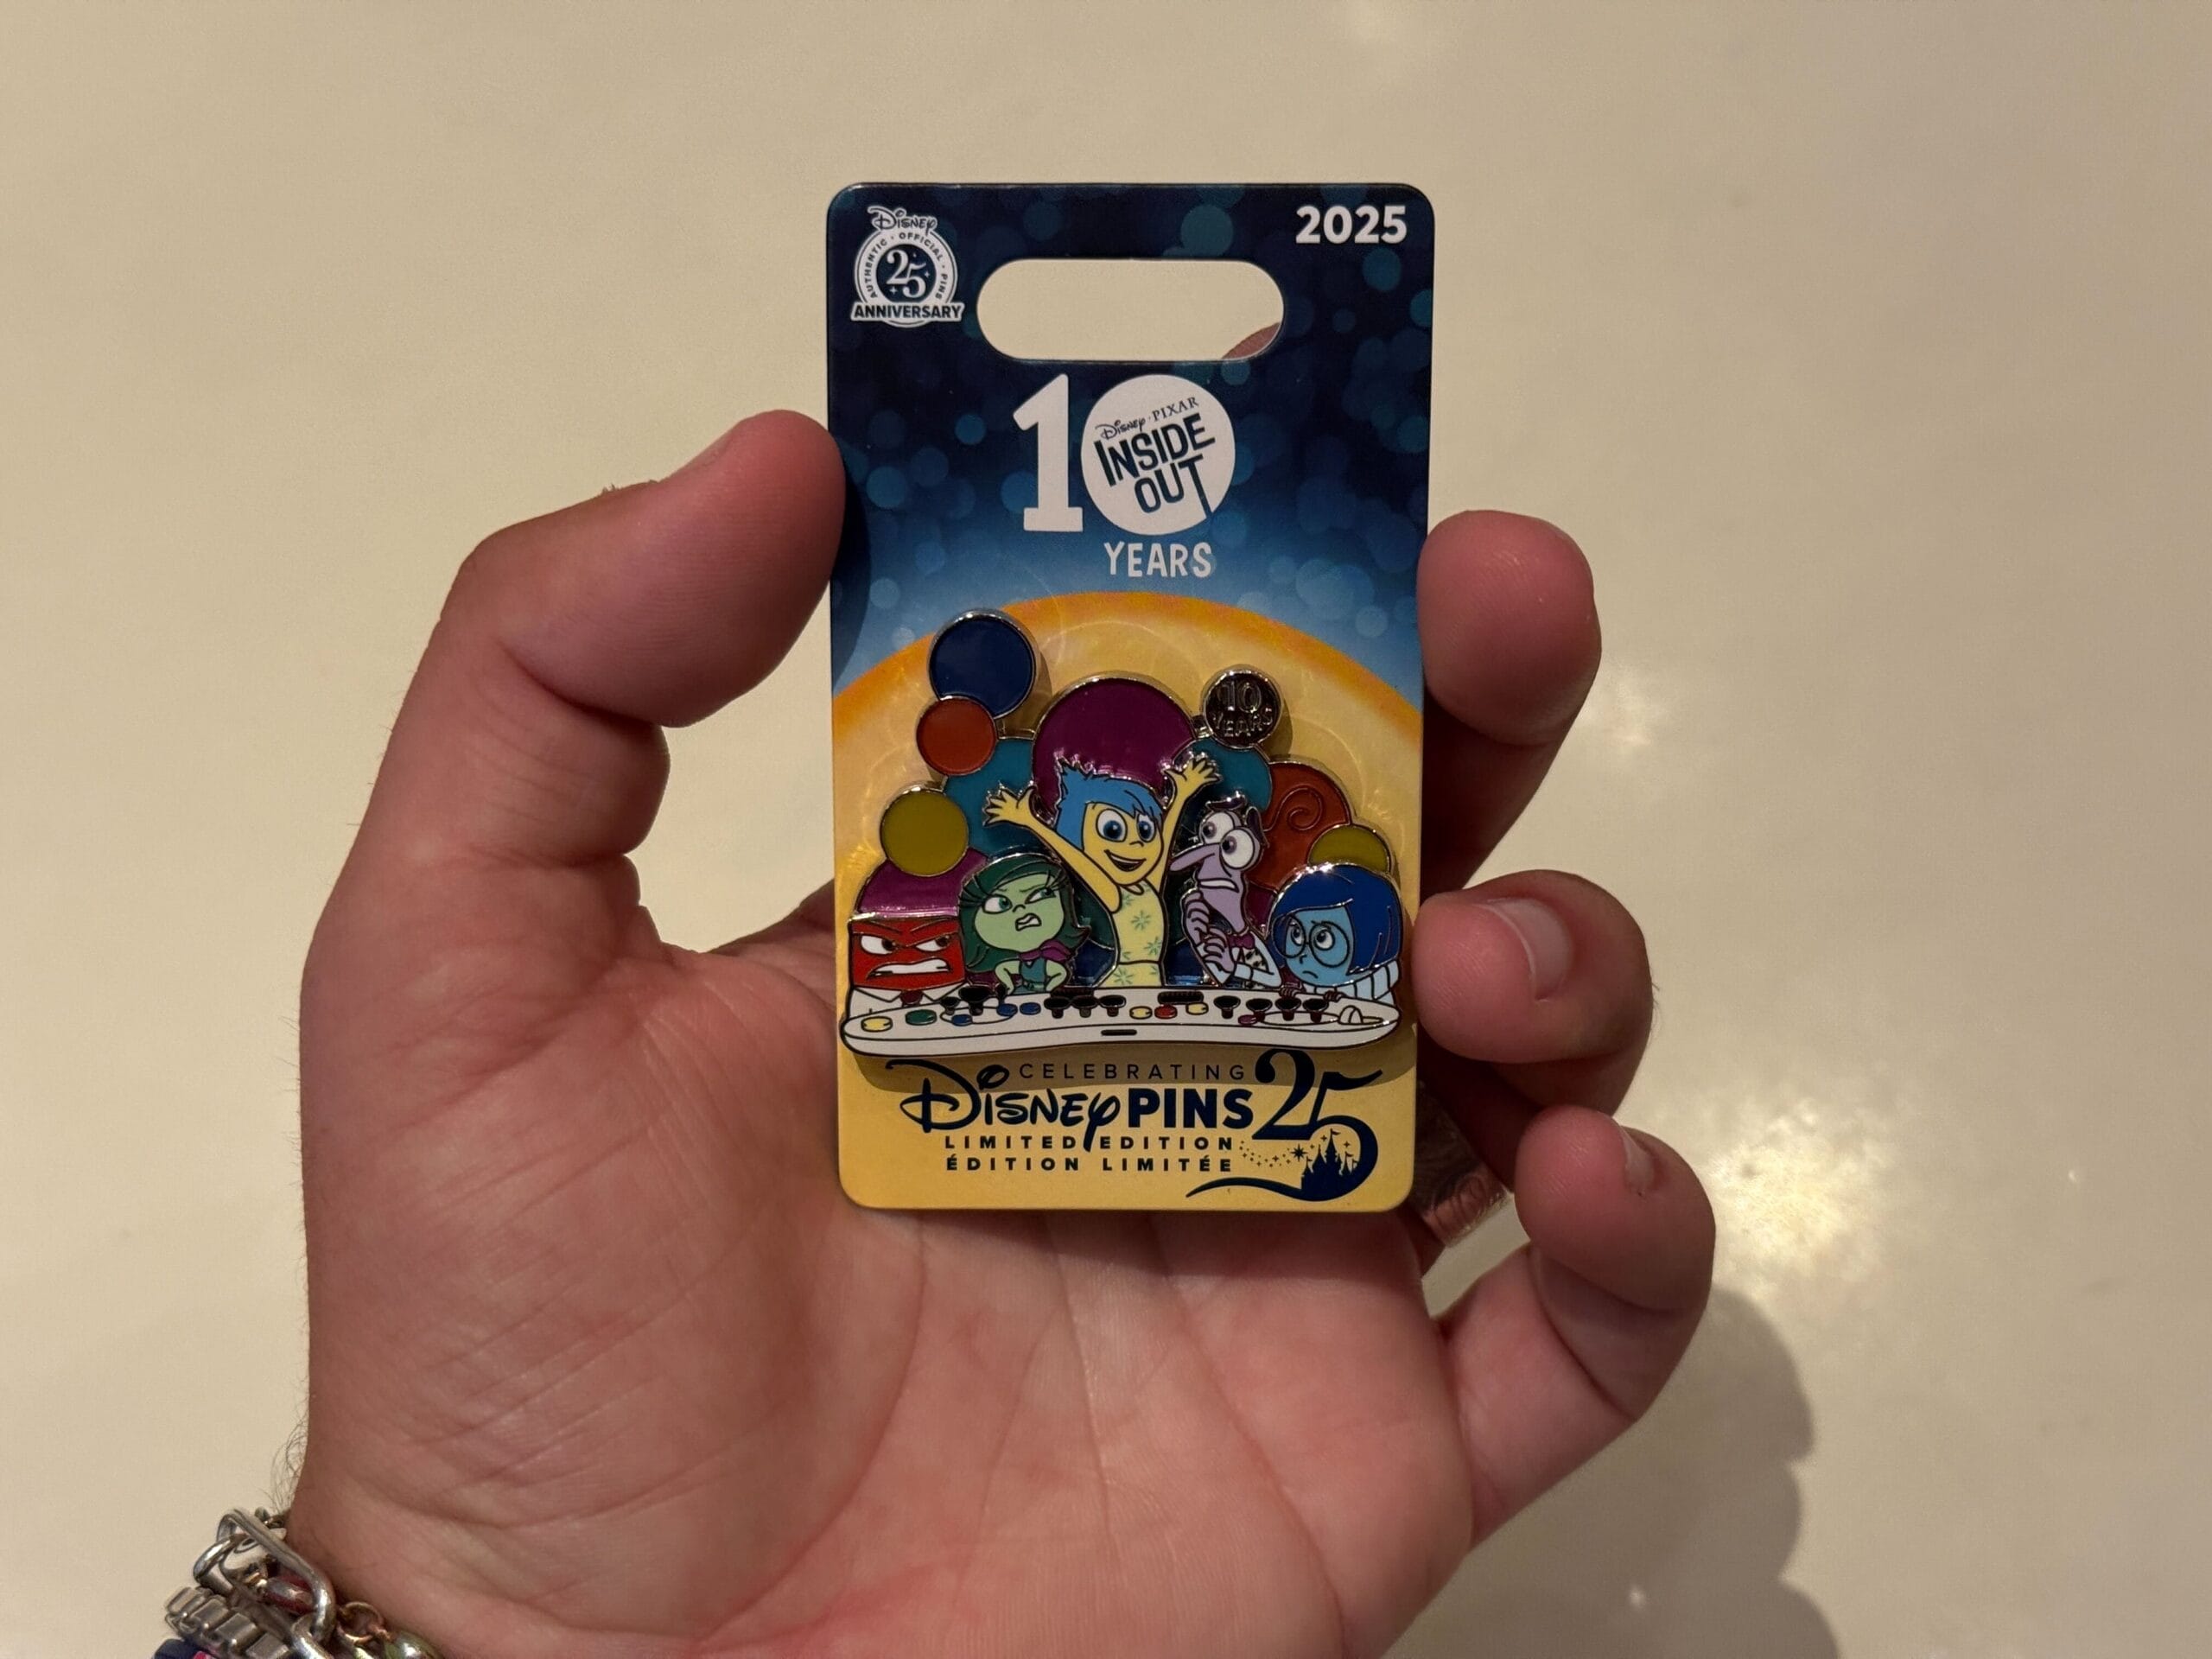 Disney
AUTHENTIC · OFFICIAL · PINS
25
ANNIVERSARY
2025
10
Disney · PIXAR
INSIDE
OUT
YEARS
10
YEARS
CELEBRATING
Disney PINS 25
LIMITED EDITION
ÉDITION LIMITÉE